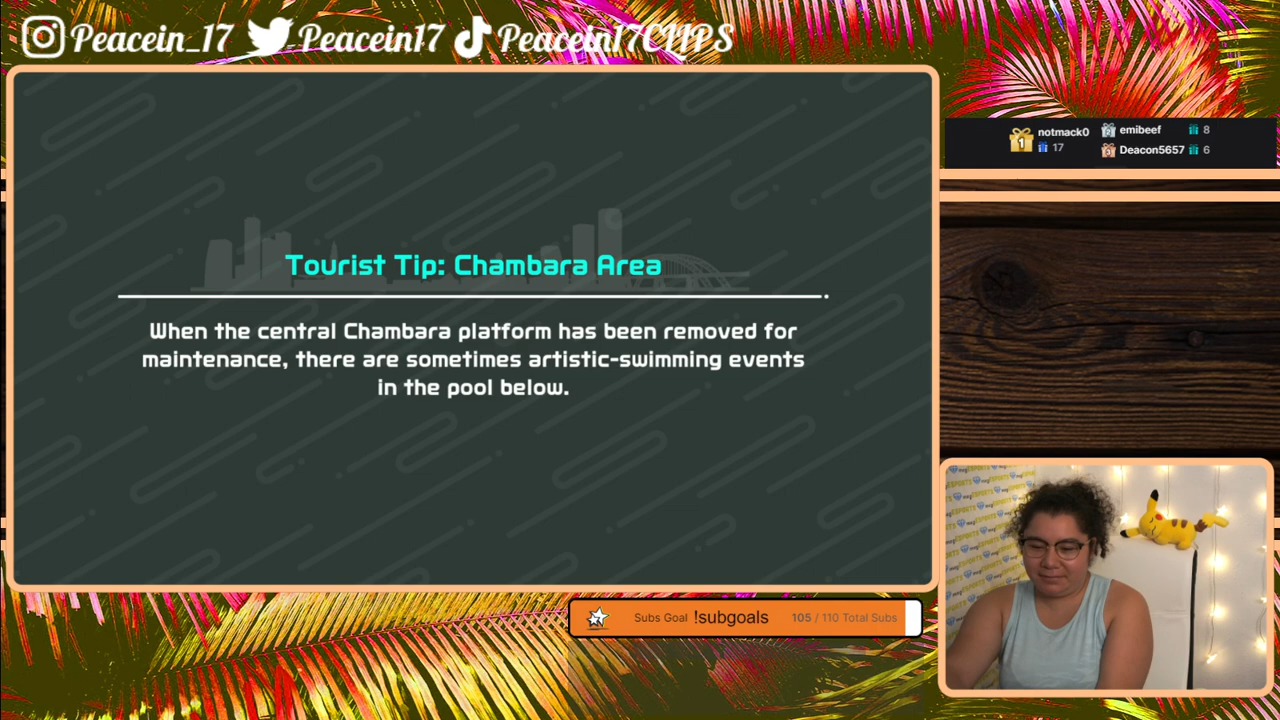 Peacein_17 Peacein17 Peacein17ClIPS
notmack0
17
emibeef 8
Deacon5657 6
Tourist Tip: Chambara Area
When the central Chambara platform has been removed for
maintenance, there are sometimes artistic-swimming events
in the pool below.
Subs Goal !subgoals 105 / 110 Total Subs